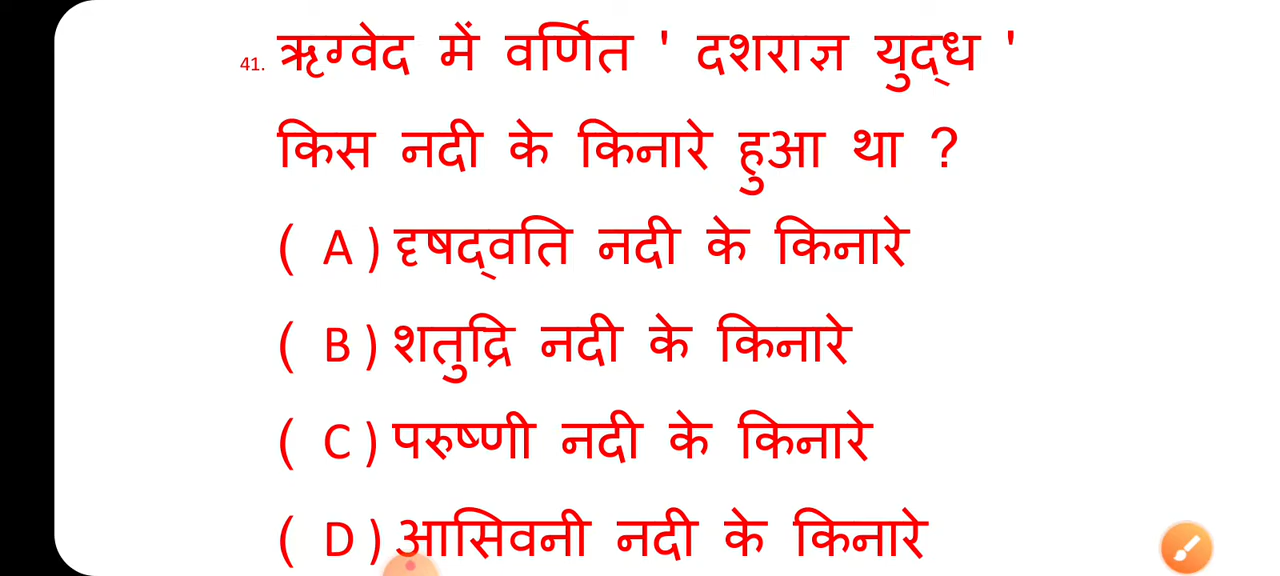 41. ऋग्वेद में वर्णित ' दशराज्ञ युद्‌ध '
किस नदी के किनारे हुआ था ?
( A ) दृषद्‌वति नदी के किनारे
( B ) शतुद्रि नदी के किनारे
( C ) परुष्णी नदी के किनारे
( D ) आसिवनी नदी के किनारे